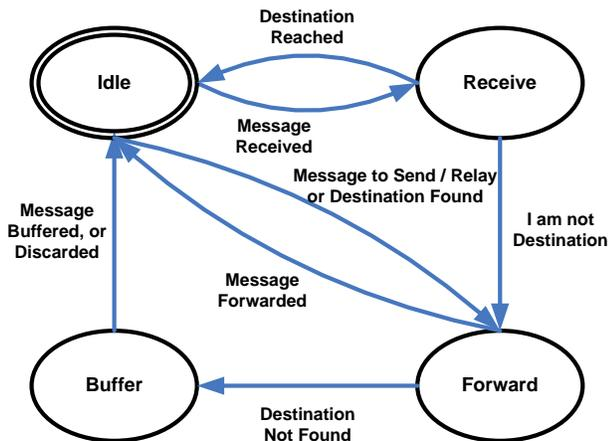 Destination
Reached
Idle
Receive
Message
Received
Message to Send / Relay
or Destination Found
Message
Buffered, or
Discarded
I am not
Destination
Message
Forwarded
Buffer
Forward
Destination
Not Found